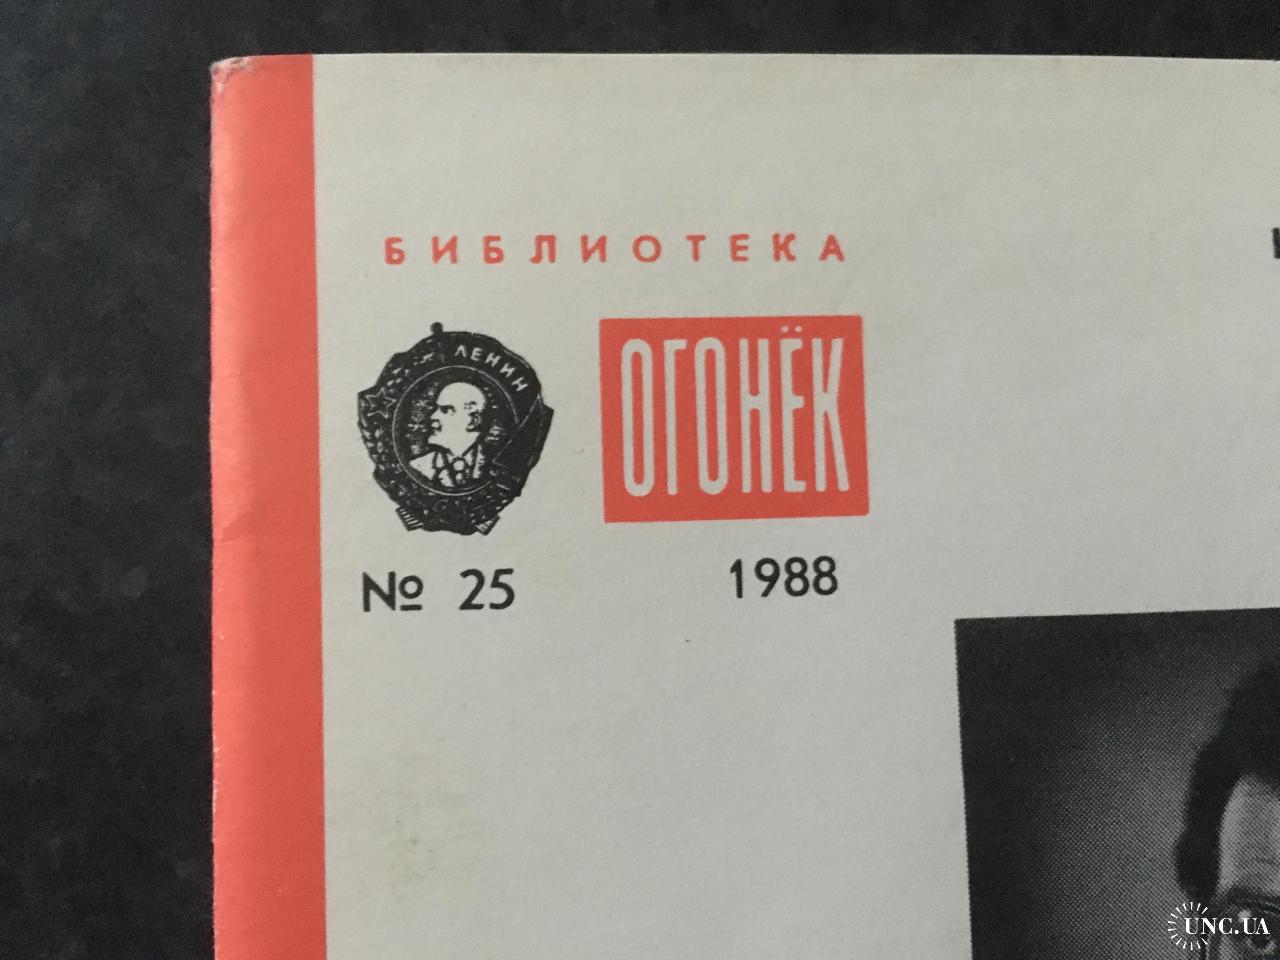 БИБЛИОТЕКА
ЛЕНИН
ОГОНЁК
№ 25
1988
UNC.UA